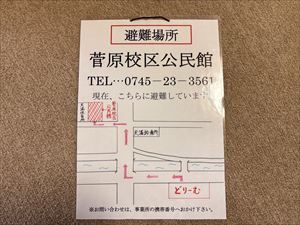 避難場所
菅原校区公民館
TEL…0745-23-3561
現在、こちらに避難しています
どりーむ
※お問い合わせは、事業所の携帯番号へおかけ下さい。